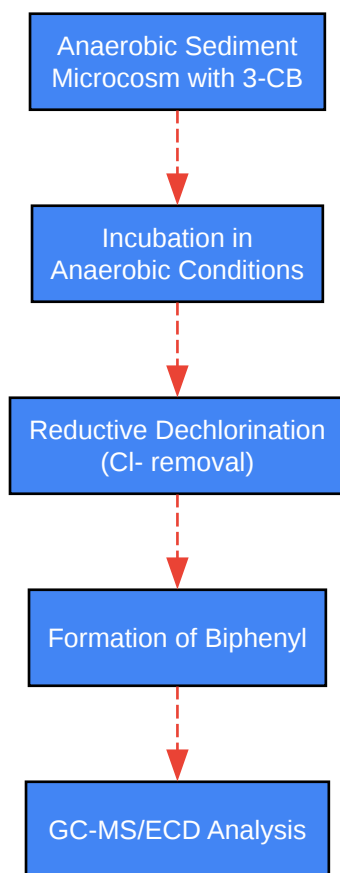 Anaerobic Sediment
Microcosm with 3-CB
Incubation in
Anaerobic Conditions
Reductive Dechlorination
(Cl- removal)
Formation of Biphenyl
GC-MS/ECD Analysis